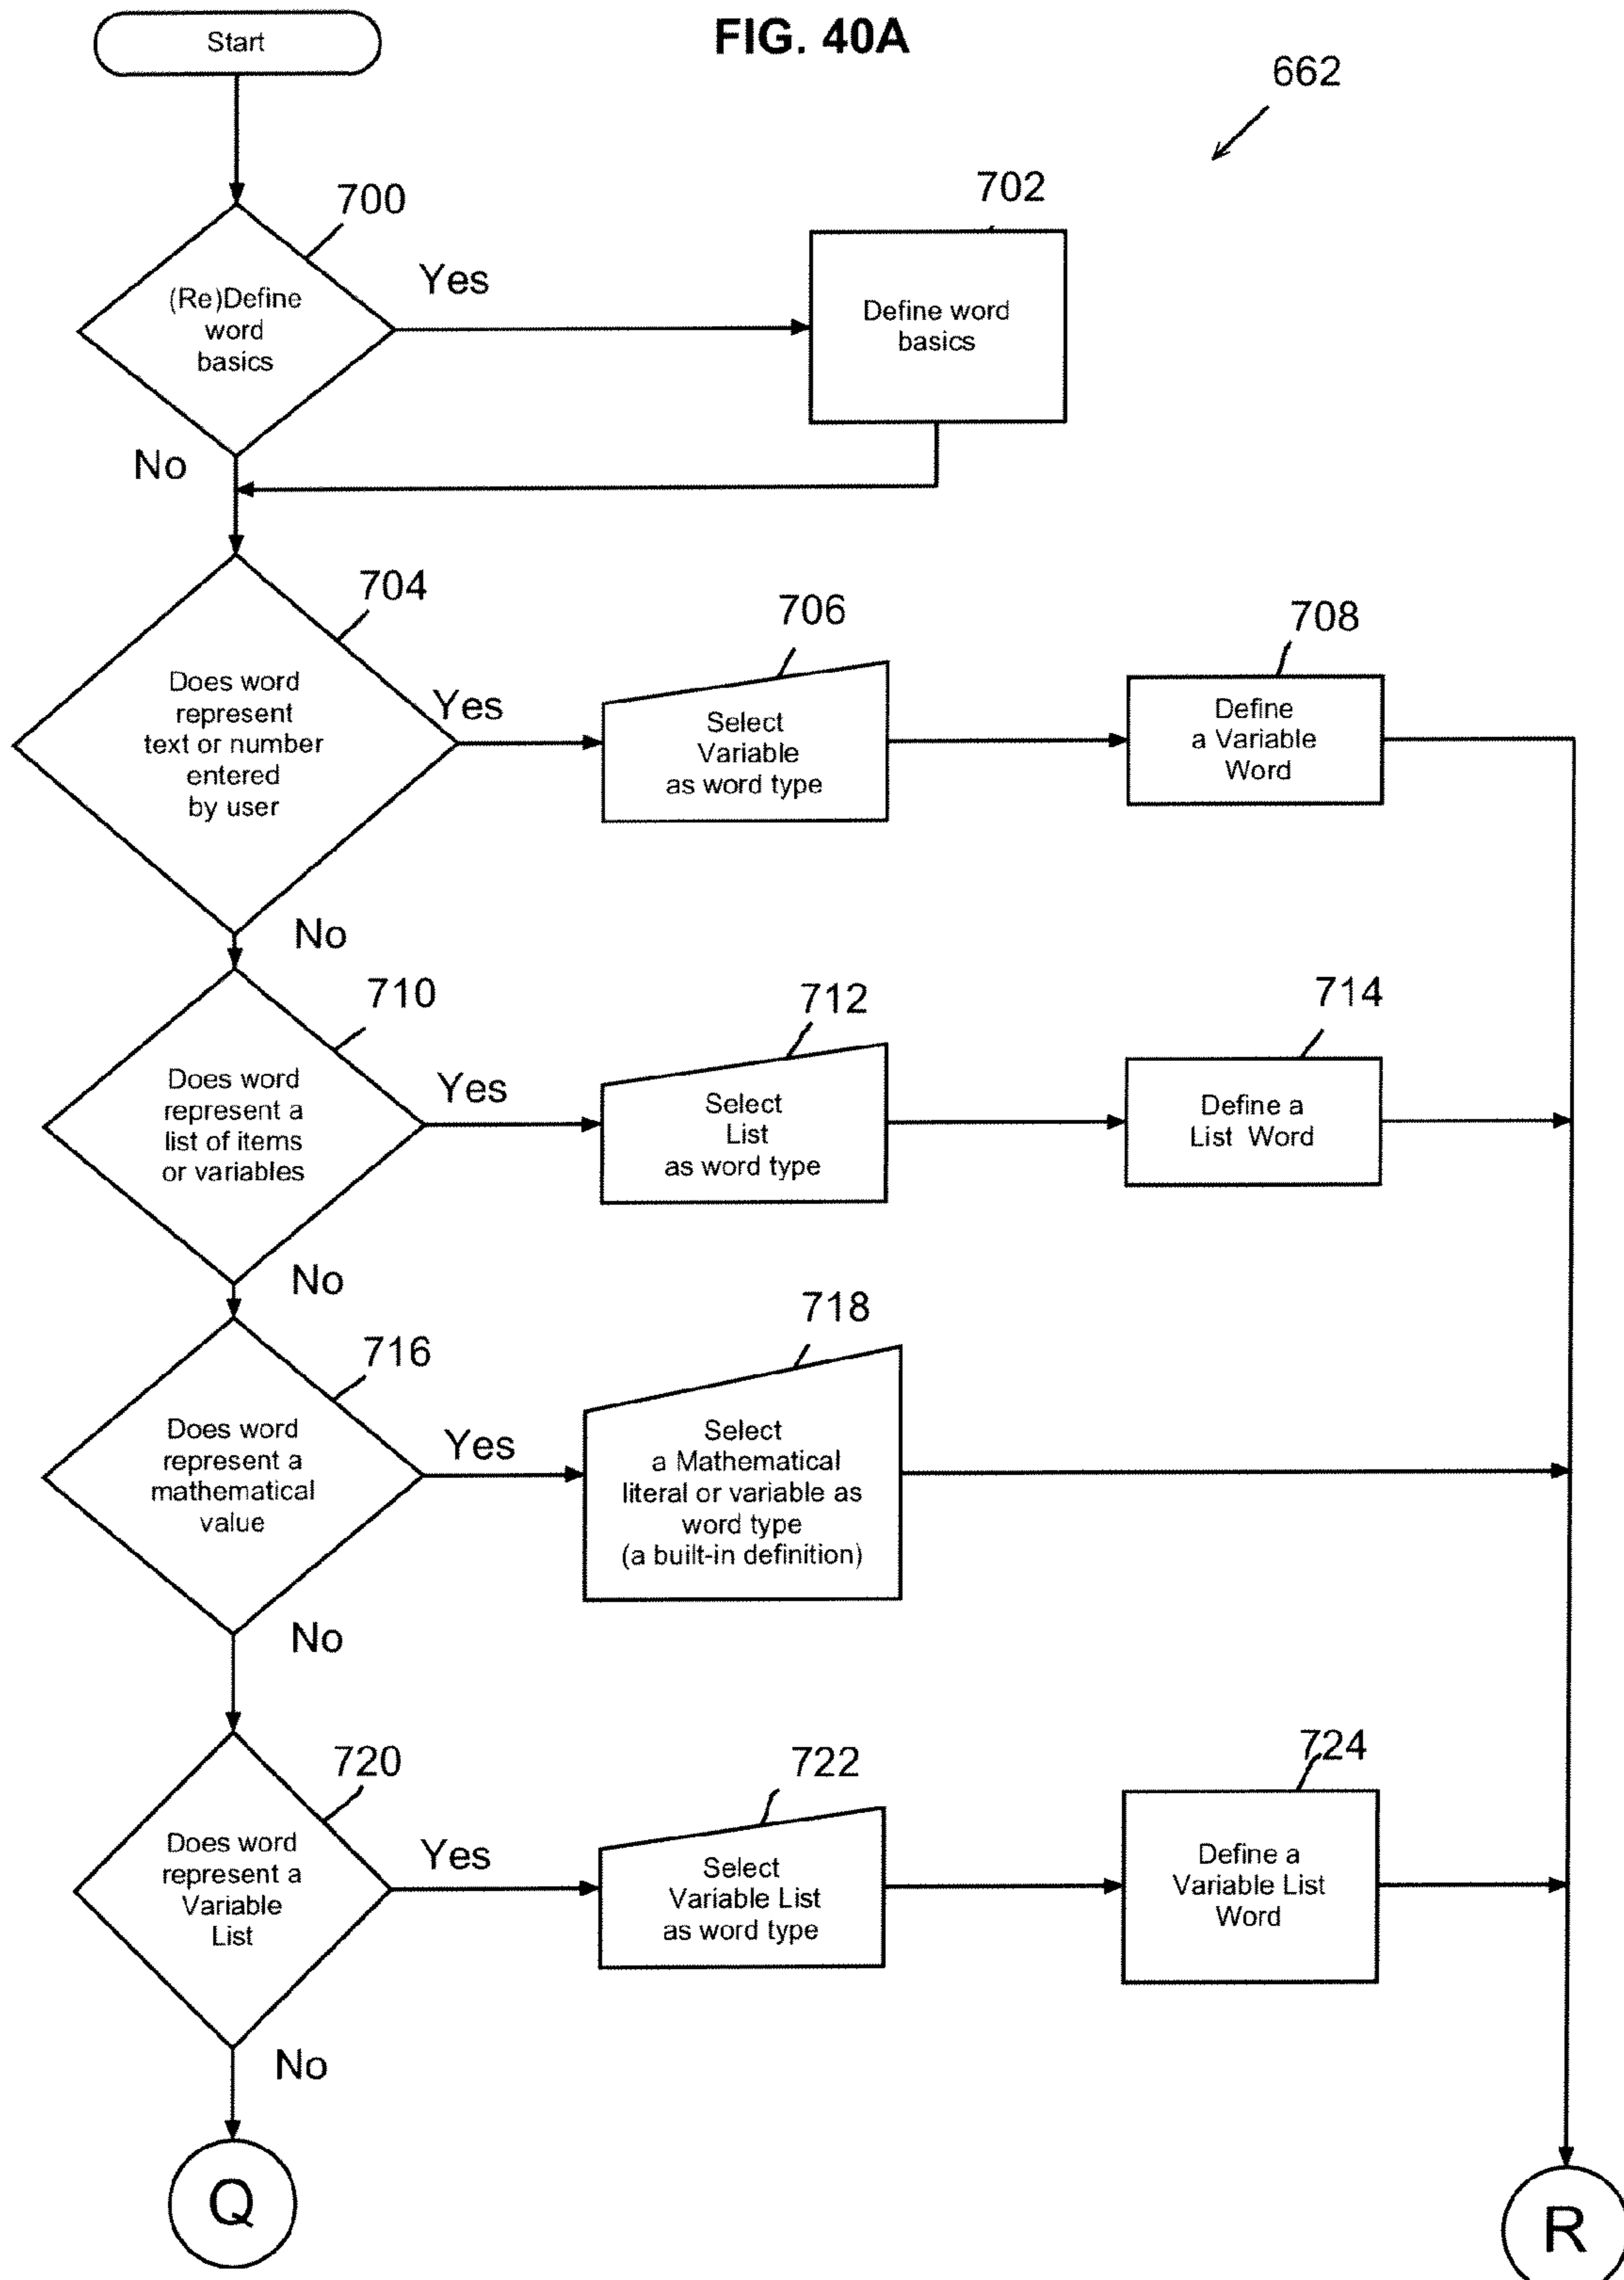 FIG. 40A
Start
662
700
702
(Re)Define
word
basics
Yes
Define word
basics
No
704
706
708
Does word
represent
text or number
entered
by user
Yes
Select
Variable
as word type
Define
a Variable
Word
No
710
712
714
Does word
represent a
list of items
or variables
Yes
Select
List
as word type
Define a
List Word
No
716
718
Does word
represent a
mathematical
value
Yes
Select
a Mathematical
literal or variable as
word type
(a built-in definition)
No
720
722
724
Does word
represent a
Variable
List
Yes
Select
Variable List
as word type
Define a
Variable List
Word
No
Q
R